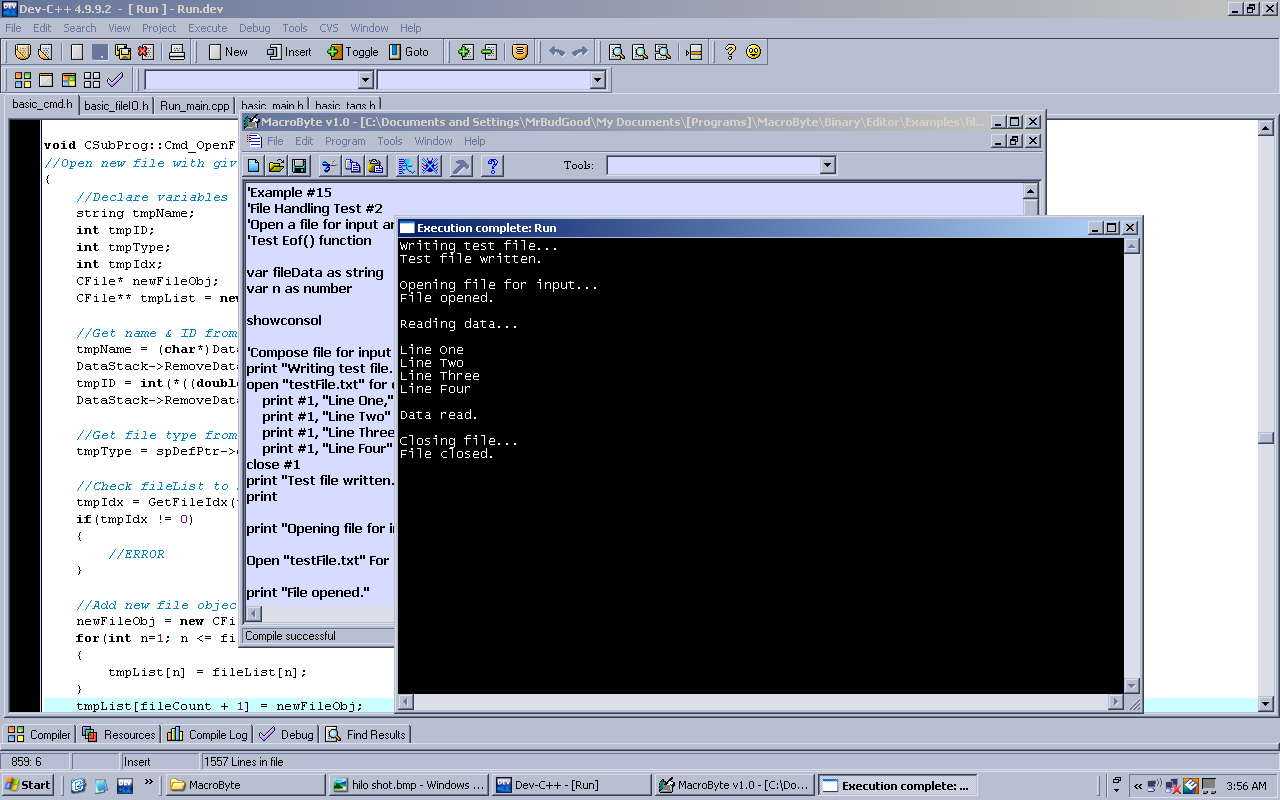 Dev-C++ 4.9.9.2 - [ Run ] - Run.dev
File Edit Search View Project Execute Debug Tools CVS Window Help
New Insert Toggle Goto
basic_cmd.h basic_fileIO.h Run_main.cpp basic_main.h basic_tags.h
void CSubProg::Cmd_OpenF
//Open new file with giv
{
//Declare variables
string tmpName;
int tmpID;
int tmpType;
int tmpIdx;
CFile* newFileObj;
CFile** tmpList = new
//Get name & ID from
tmpName = (char*)Data
DataStack->RemoveData
tmpID = int(*((double
DataStack->RemoveData
//Get file type from
tmpType = spDefPtr->
//Check fileList to
tmpIdx = GetFileIdx(
if(tmpIdx != 0)
{
//ERROR
}
//Add new file objec
newFileObj = new CFi
for(int n=1; n <= fi
{
tmpList[n] = fileList[n];
}
tmpList[fileCount + 1] = newFileObj;
MacroByte v1.0 - [C:\Documents and Settings\MrBudGood\My Documents\[Programs]\MacroByte\Binary\Editor\Examples\fil...
File Edit Program Tools Window Help
Tools:
'Example #15
'File Handling Test #2
'Open a file for input an
'Test Eof() function
var fileData as string
var n as number
showconsol
'Compose file for input
print "Writing test file.
open "testFile.txt" for o
print #1, "Line One,"
print #1, "Line Two"
print #1, "Line Three
print #1, "Line Four"
close #1
print "Test file written.
print
print "Opening file for in
Open "testFile.txt" For
print "File opened."
Compile successful
Execution complete: Run
Writing test file...
Test file written.
Opening file for input...
File opened.
Reading data...
Line One
Line Two
Line Three
Line Four
Data read.
Closing file...
File closed.
Compiler Resources Compile Log Debug Find Results
859: 6 Insert 1557 Lines in file
Start » MacroByte hilo shot.bmp - Windows ... Dev-C++ - [Run] MacroByte v1.0 - [C:\Do... Execution complete: ... « 3:56 AM